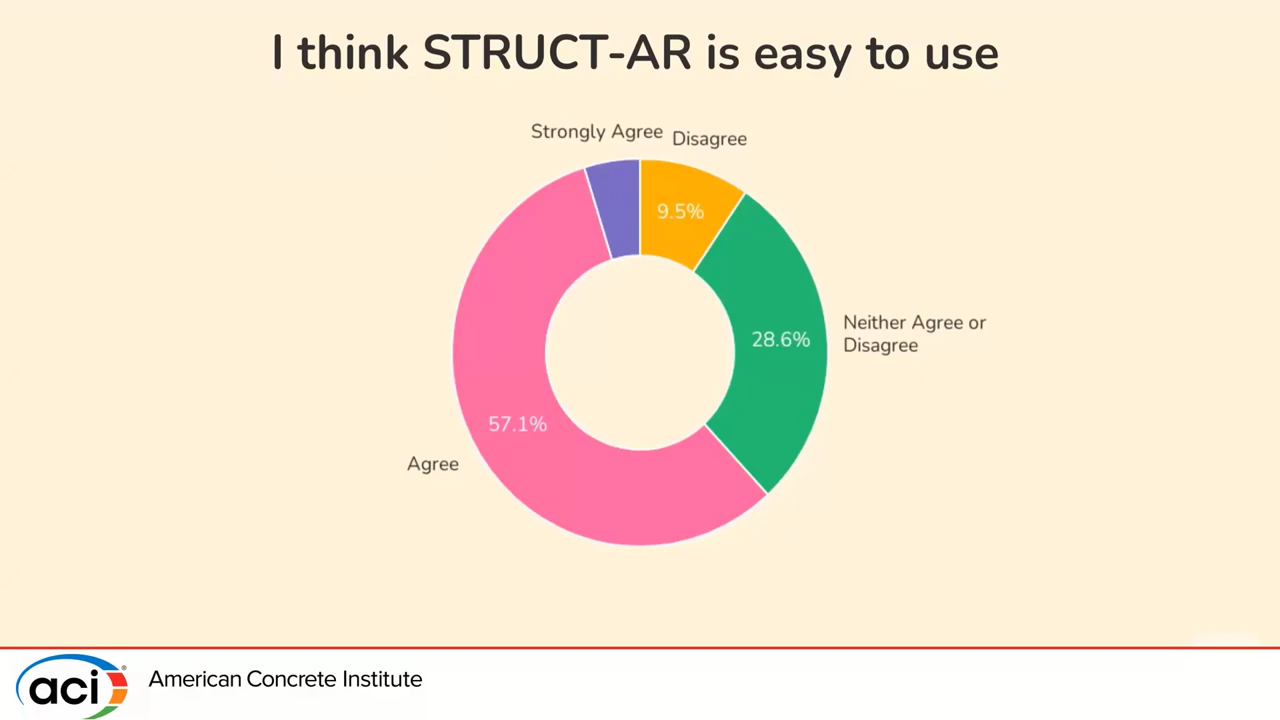 I think STRUCT-AR is easy to use
Strongly Agree
Disagree
9.5%
28.6%
Neither Agree or
Disagree
57.1%
Agree
aci®
American Concrete Institute